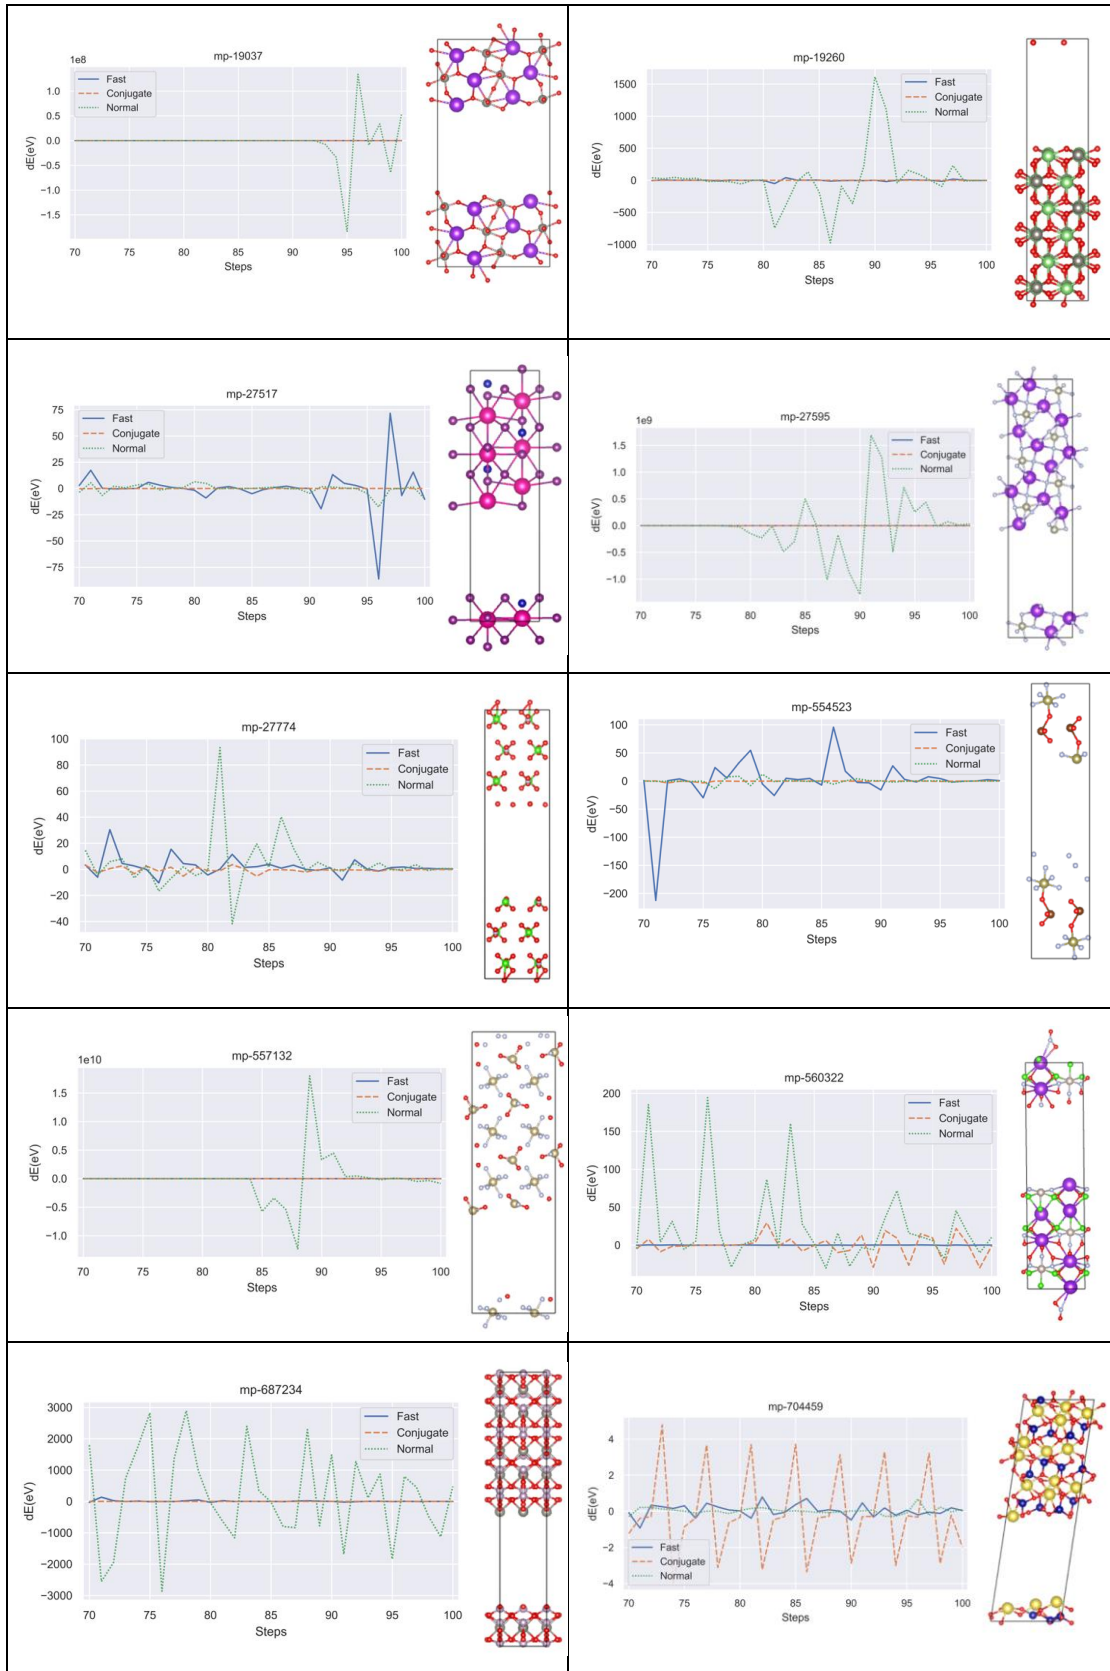 mp-19037
1e8
Fast
Conjugate
Normal
1.0
0.5
0.0
−0.5
−1.0
−1.5
dE(eV)
70 75 80 85 90 95 100
Steps
mp-19260
Fast
Conjugate
Normal
1500
1000
500
0
−500
−1000
dE(eV)
70 75 80 85 90 95 100
Steps
mp-27517
Fast
Conjugate
Normal
75
50
25
0
−25
−50
−75
dE(eV)
70 75 80 85 90 95 100
Steps
mp-27595
1e9
Fast
Conjugate
Normal
1.5
1.0
0.5
0.0
−0.5
−1.0
dE(eV)
70 75 80 85 90 95 100
Steps
mp-27774
Fast
Conjugate
Normal
100
80
60
40
20
0
−20
−40
dE(eV)
70 75 80 85 90 95 100
Steps
mp-554523
Fast
Conjugate
Normal
100
50
0
−50
−100
−150
−200
dE(eV)
70 75 80 85 90 95 100
Steps
mp-557132
1e10
Fast
Conjugate
Normal
1.5
1.0
0.5
0.0
−0.5
−1.0
dE(eV)
70 75 80 85 90 95 100
Steps
mp-560322
Fast
Conjugate
Normal
200
150
100
50
0
dE(eV)
70 75 80 85 90 95 100
Steps
mp-687234
Fast
Conjugate
Normal
3000
2000
1000
0
−1000
−2000
−3000
dE(eV)
70 75 80 85 90 95 100
Steps
mp-704459
4
2
0
−2
−4
dE(eV)
Fast
Conjugate
Normal
70 75 80 85 90 95 100
Steps